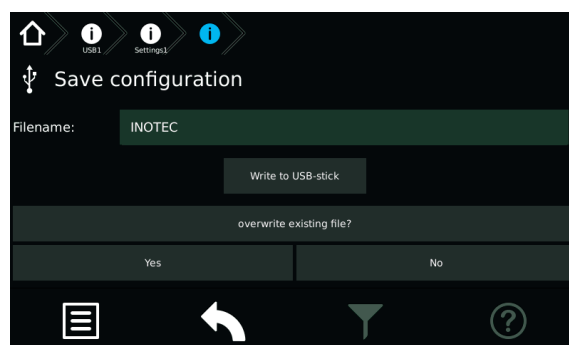 USB1 Settings1
Save configuration
Filename: INOTEC
Write to USB-stick
overwrite existing file?
Yes No